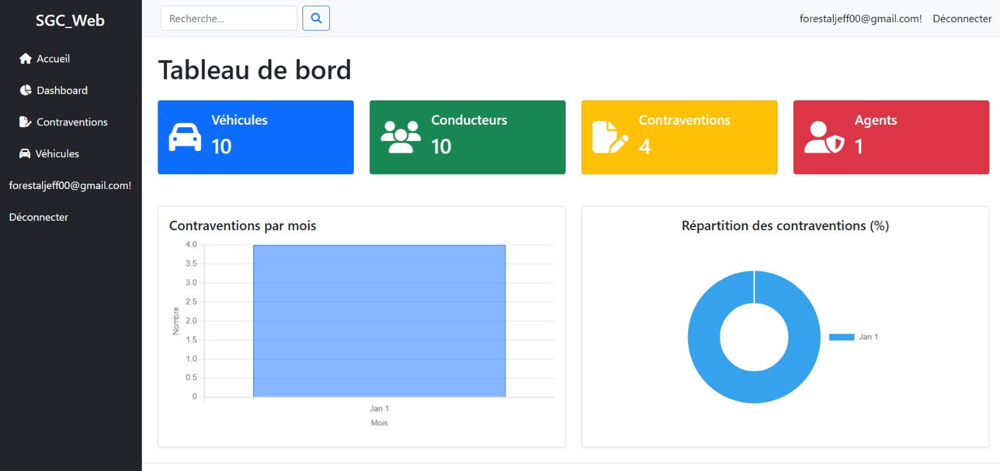 SGC_Web
Accueil
Dashboard
Contraventions
Véhicules
forestaljeff00@gmail.com!
Déconnecter
Recherche...
forestaljeff00@gmail.com! Déconnecter
Tableau de bord
Véhicules
10
Conducteurs
10
Contraventions
4
Agents
1
Contraventions par mois
4.0
3.5
3.0
2.5
2.0
1.5
1.0
0.5
0
Nombre
Jan 1
Mois
Répartition des contraventions (%)
Jan 1